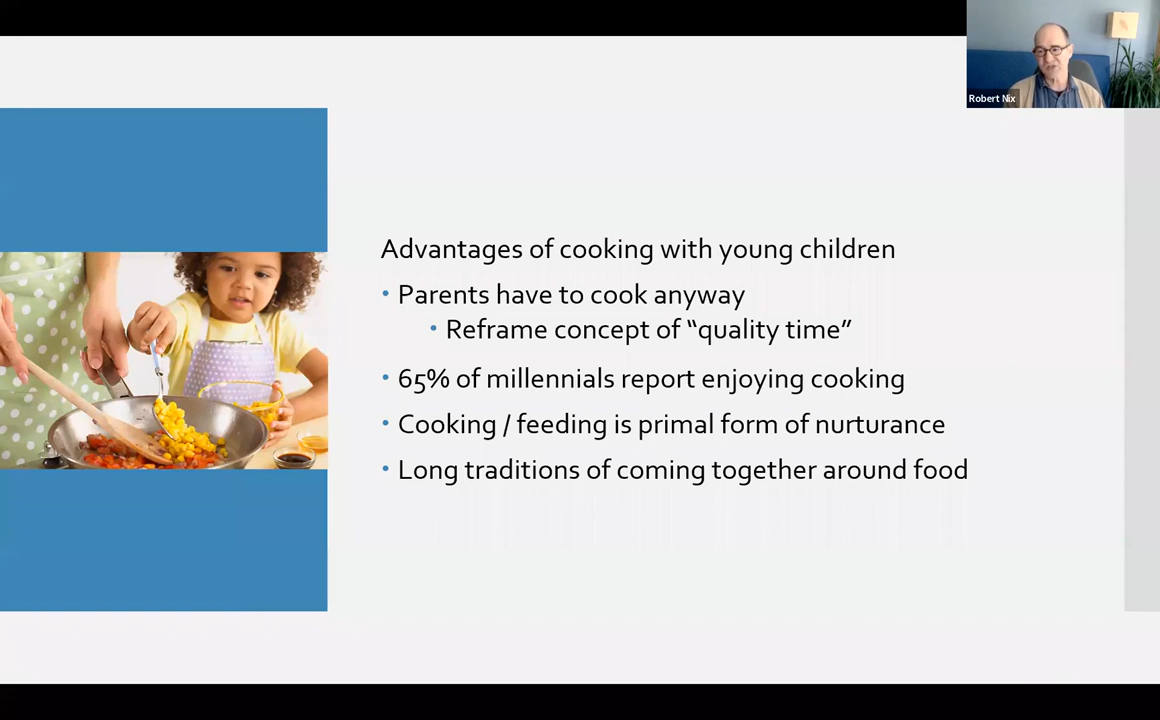 Robert Nix
Advantages of cooking with young children
• Parents have to cook anyway
• Reframe concept of “quality time”
• 65% of millennials report enjoying cooking
• Cooking / feeding is primal form of nurturance
• Long traditions of coming together around food